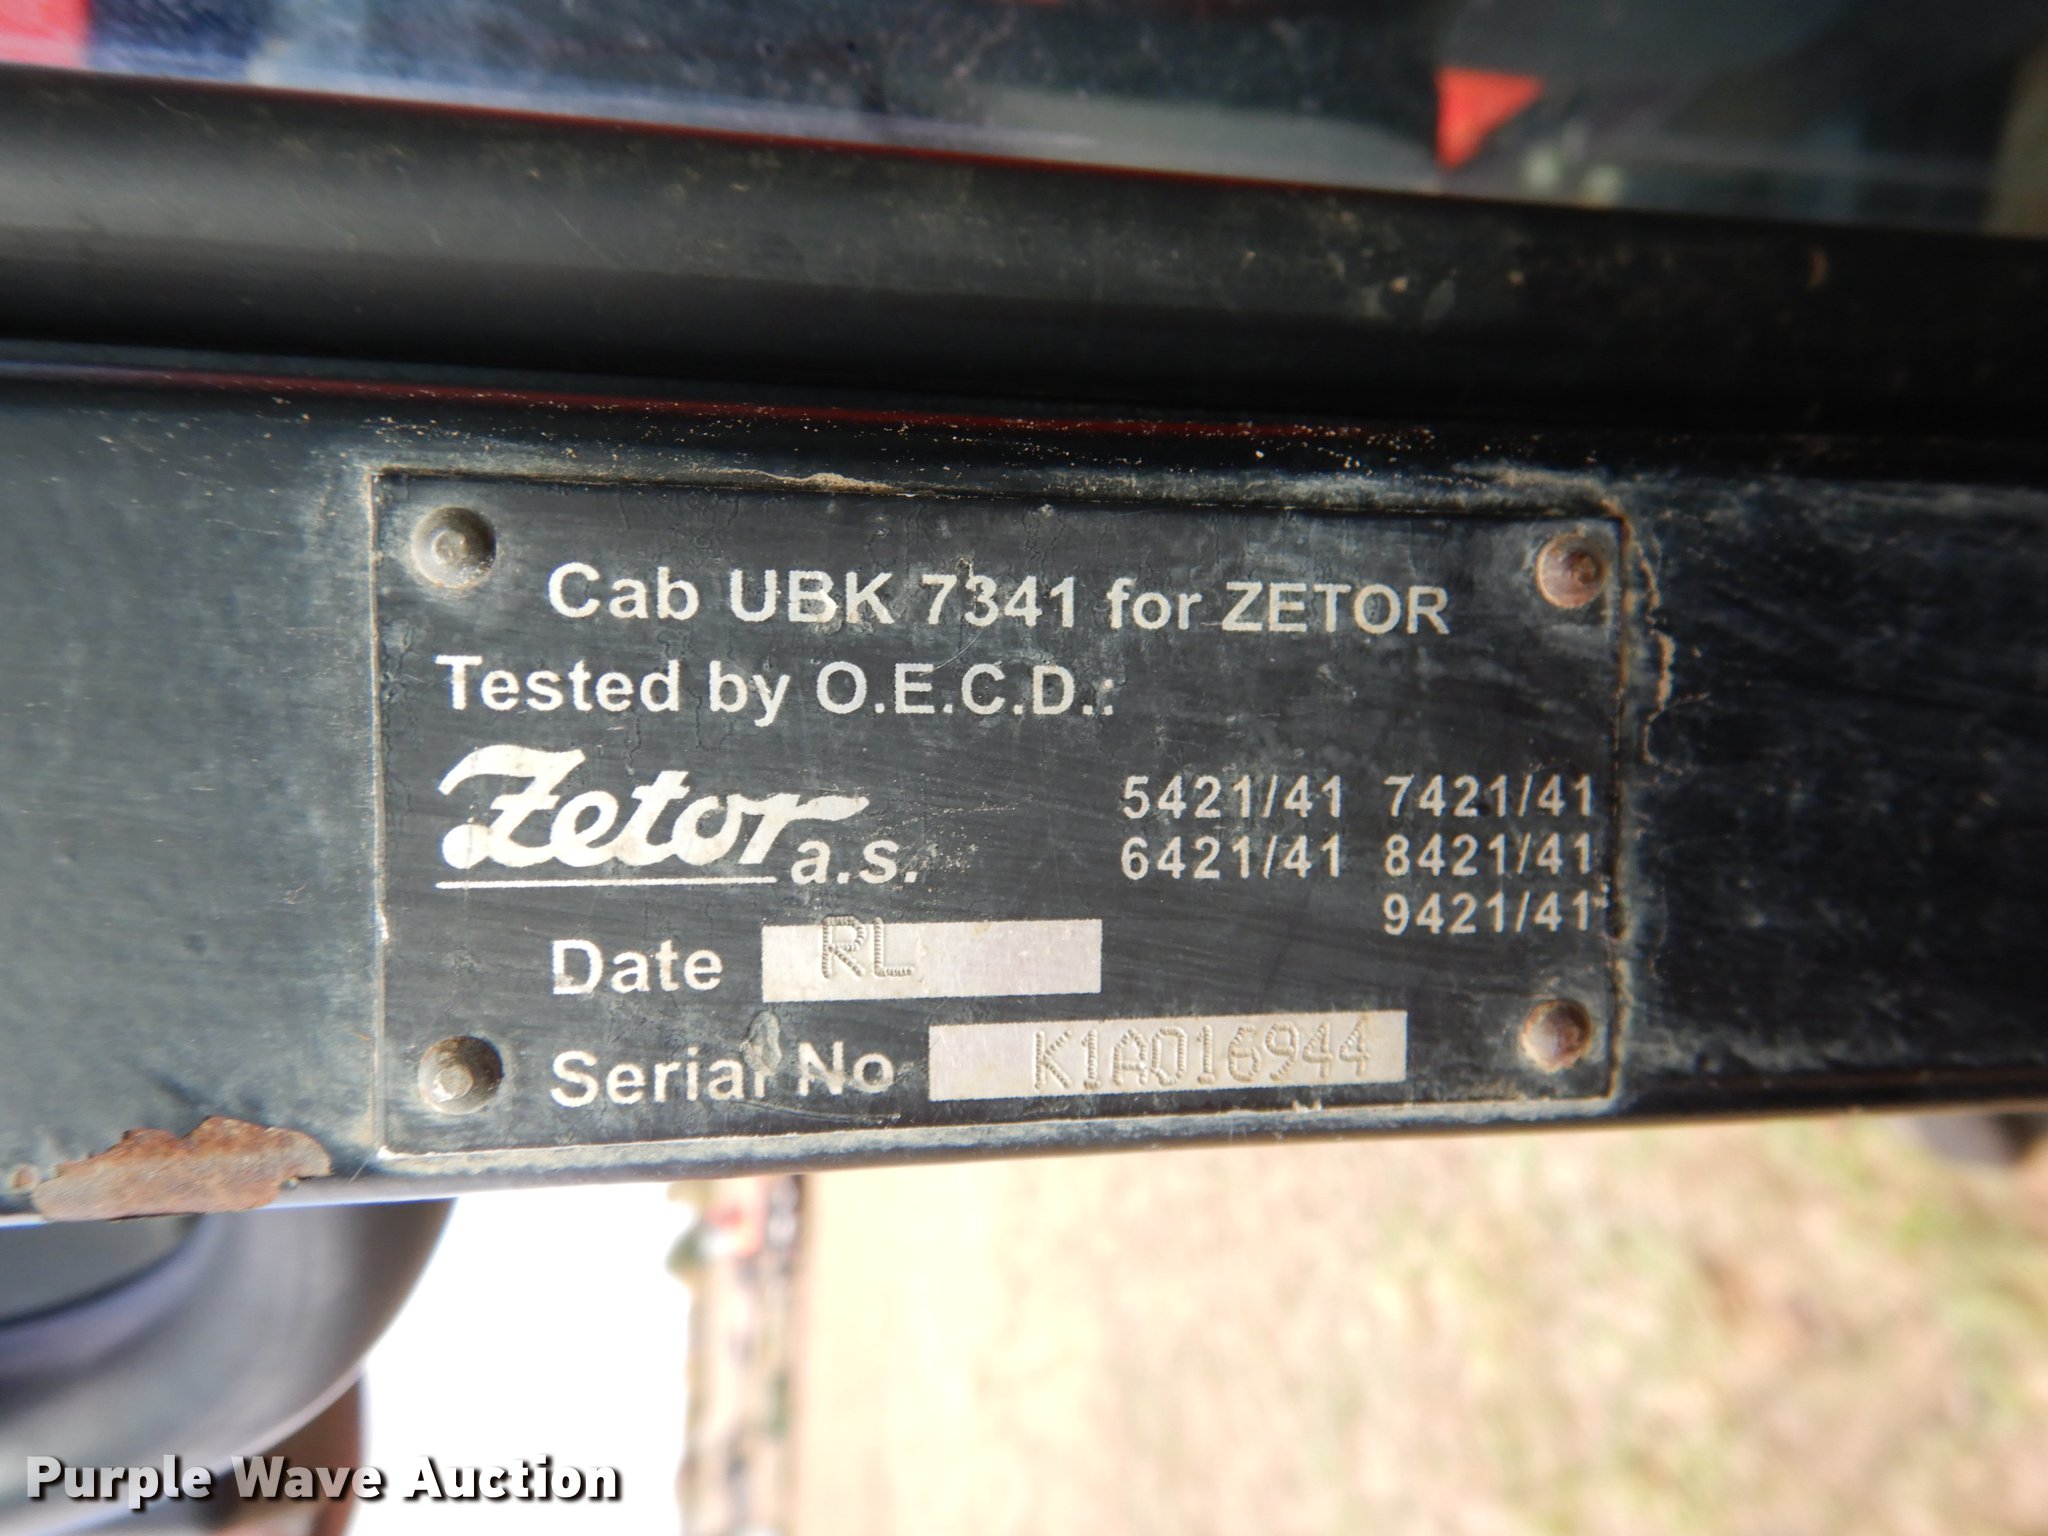 Cab UBK 7341 for ZETOR
Tested by O.E.C.D.:
Zetor a.s.
5421/41 7421/41
6421/41 8421/41
9421/41
Date RL
Serial No K1A016944
Purple Wave Auction